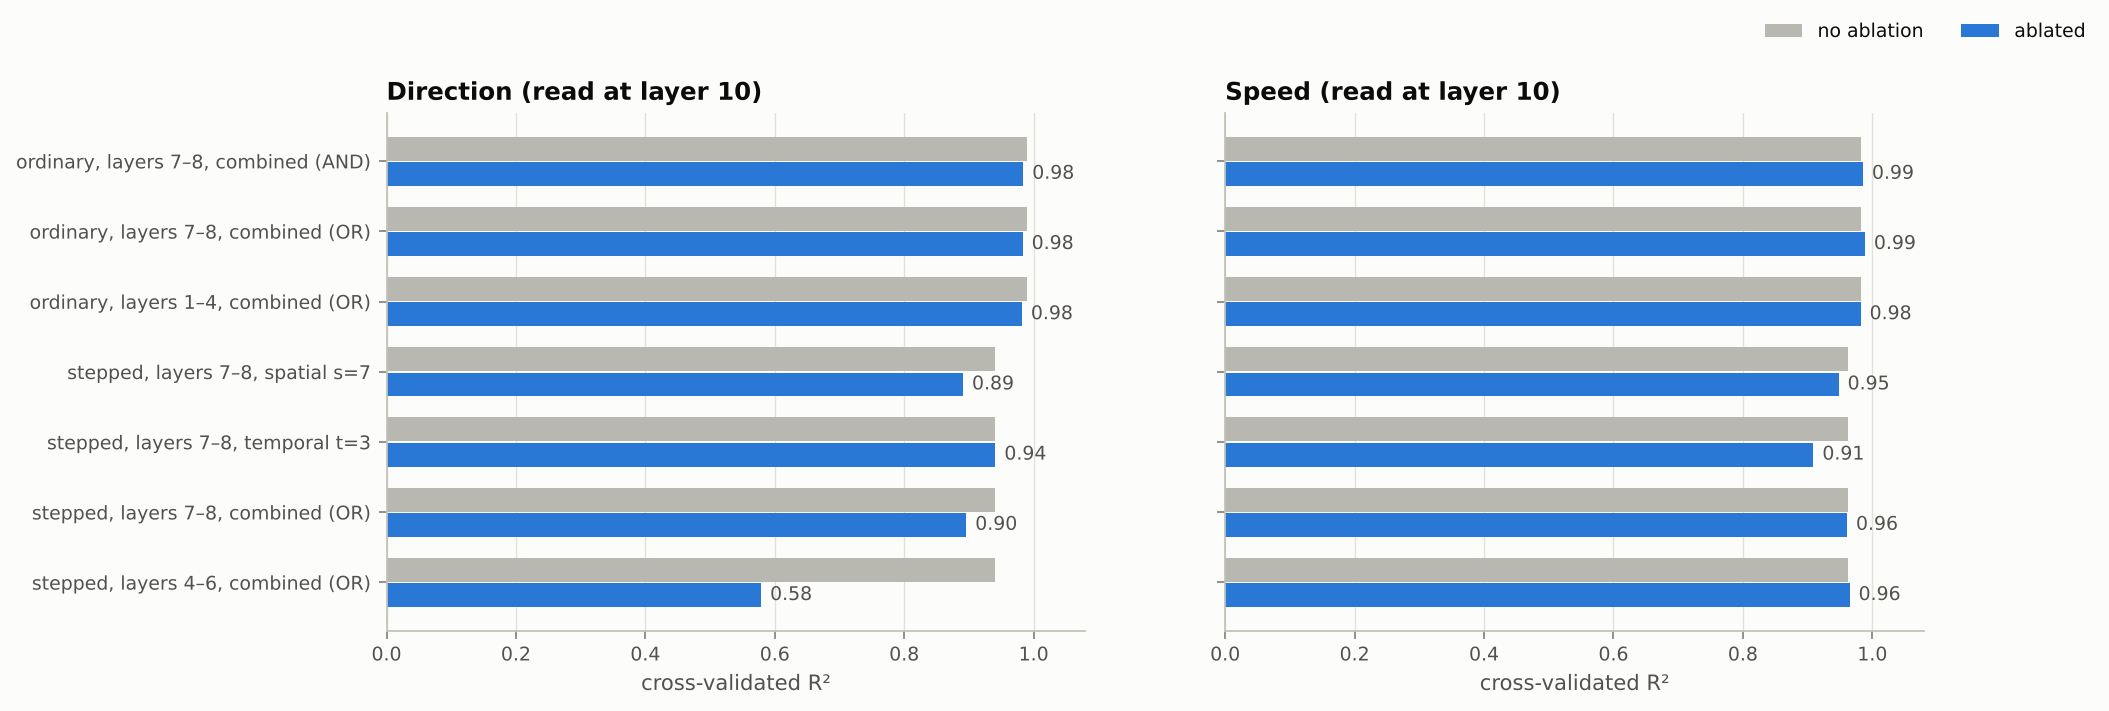 no ablation ablated
Direction (read at layer 10) Speed (read at layer 10)
ordinary, layers 7–8, combined (AND) 0.98 0.99
ordinary, layers 7–8, combined (OR) 0.98 0.99
ordinary, layers 1–4, combined (OR) 0.98 0.98
stepped, layers 7–8, spatial s=7 0.89 0.95
stepped, layers 7–8, temporal t=3 0.94 0.91
stepped, layers 7–8, combined (OR) 0.90 0.96
stepped, layers 4–6, combined (OR) 0.58 0.96
0.0 0.2 0.4 0.6 0.8 1.0 0.0 0.2 0.4 0.6 0.8 1.0
cross-validated R² cross-validated R²